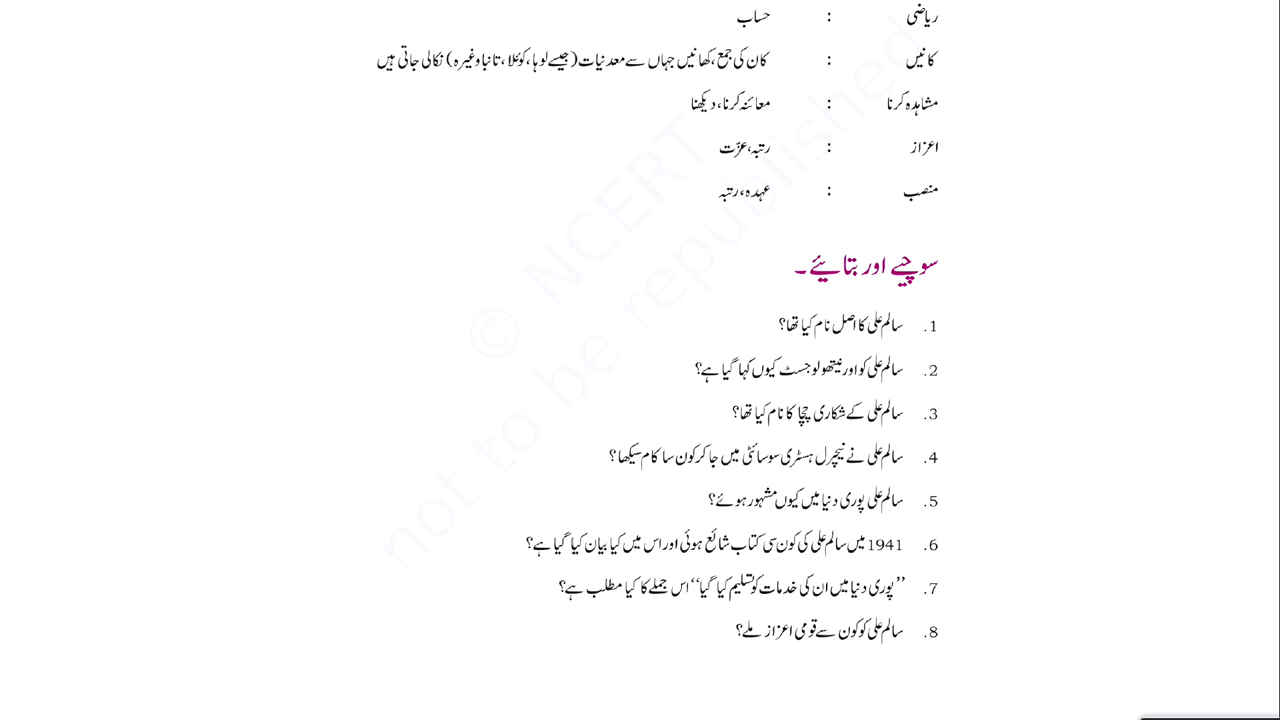 ریاضی : حساب
کانیں : کان کی جمع، کھانیں جہاں سے معدنیات (جیسے لوہا، کوئلا، تانبا وغیرہ) نکالی جاتی ہیں
مشاہدہ کرنا : معائنہ کرنا، دیکھنا
اعزاز : رتبہ، عزّت
منصب : عہدہ، رتبہ
سوچیے اور بتائیے ۔
1. سالم علی کا اصل نام کیا تھا؟
2. سالم علی کو اورنیتھولوجسٹ کیوں کہا گیا ہے؟
3. سالم علی کے شکاری چچا کا نام کیا تھا؟
4. سالم علی نے نیچرل ہسٹری سوسائٹی میں جا کر کون سا کام سیکھا؟
5. سالم علی پوری دنیا میں کیوں مشہور ہوئے؟
6. 1941 میں سالم علی کی کون سی کتاب شائع ہوئی اور اس میں کیا بیان کیا گیا ہے؟
7. ’’پوری دنیا میں ان کی خدمات کو تسلیم کیا گیا‘‘ اس جملے کا کیا مطلب ہے؟
8. سالم علی کو کون سے قومی اعزاز ملے؟
© NCERT
not to be republished